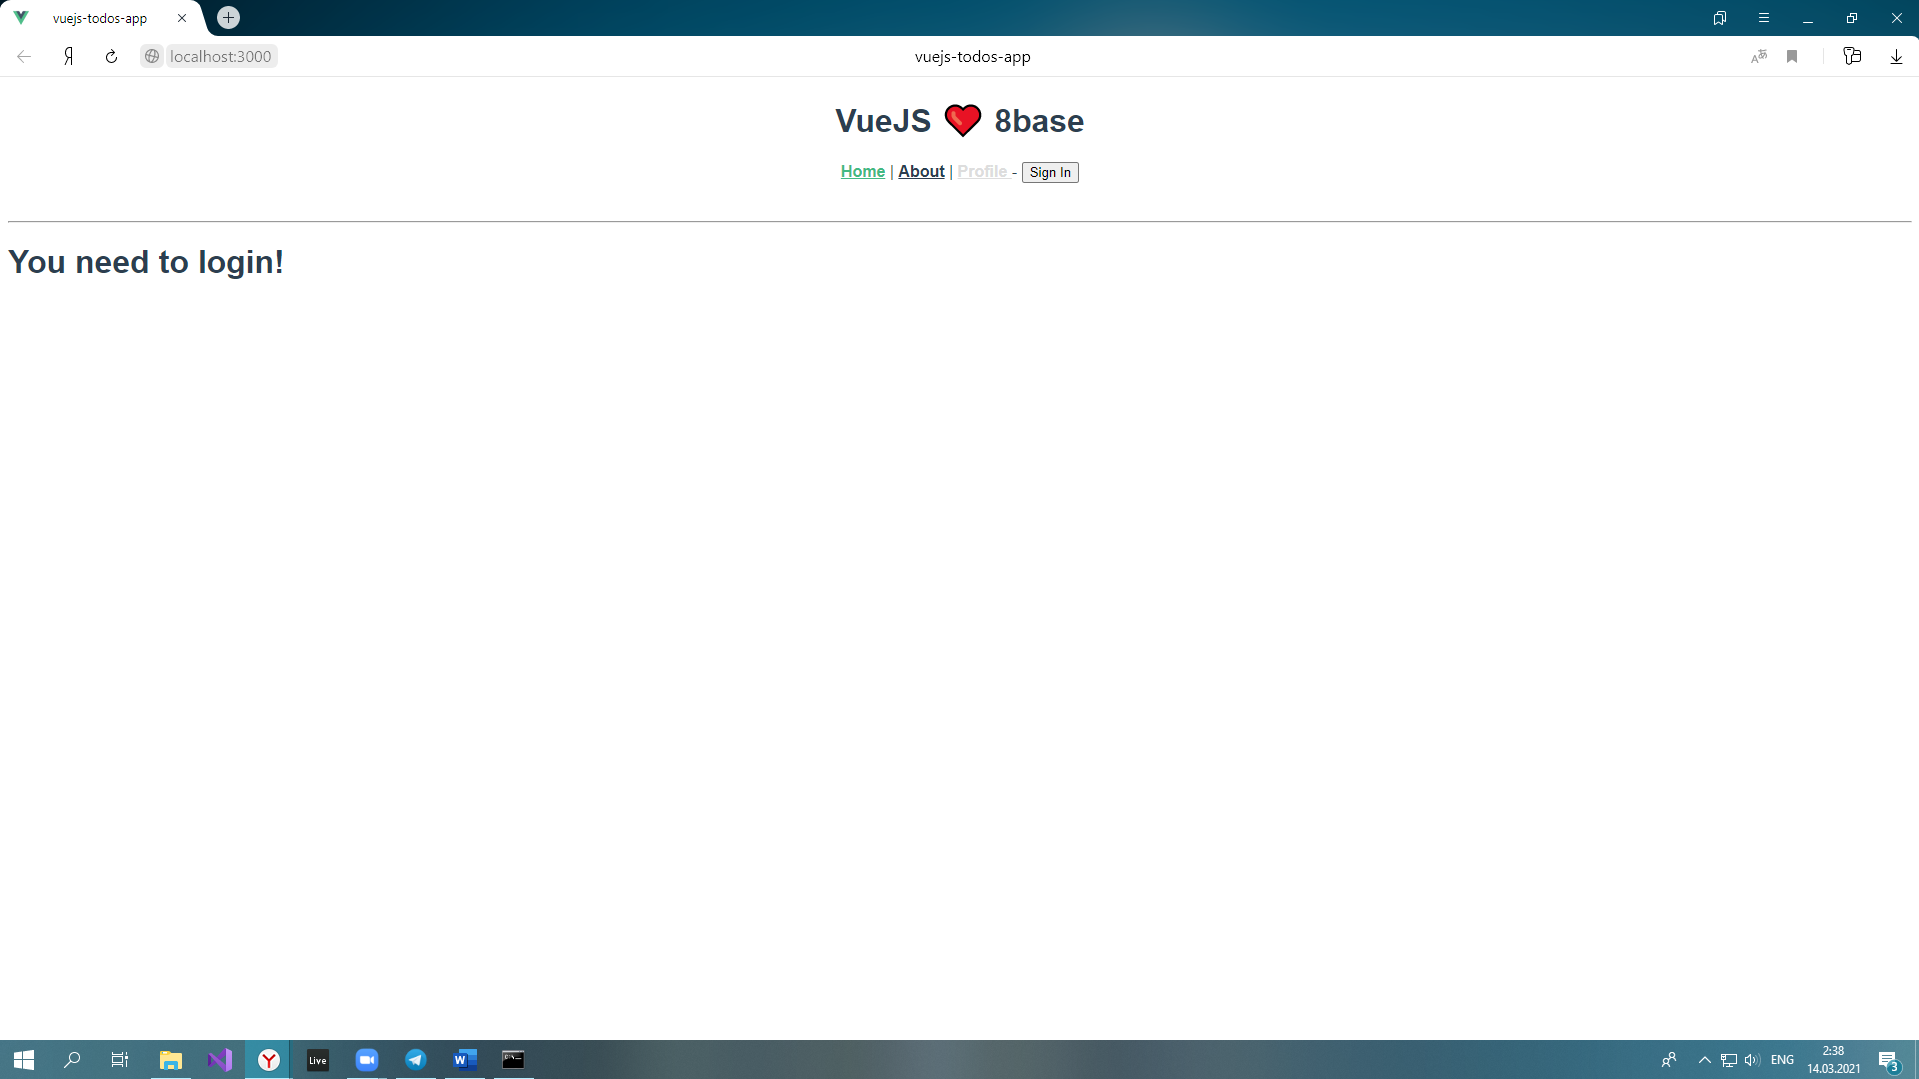 vuejs-todos-app
localhost:3000
vuejs-todos-app
VueJS 8base
Home | About | Profile - Sign In
You need to login!
Live
ENG
2:38
14.03.2021
3